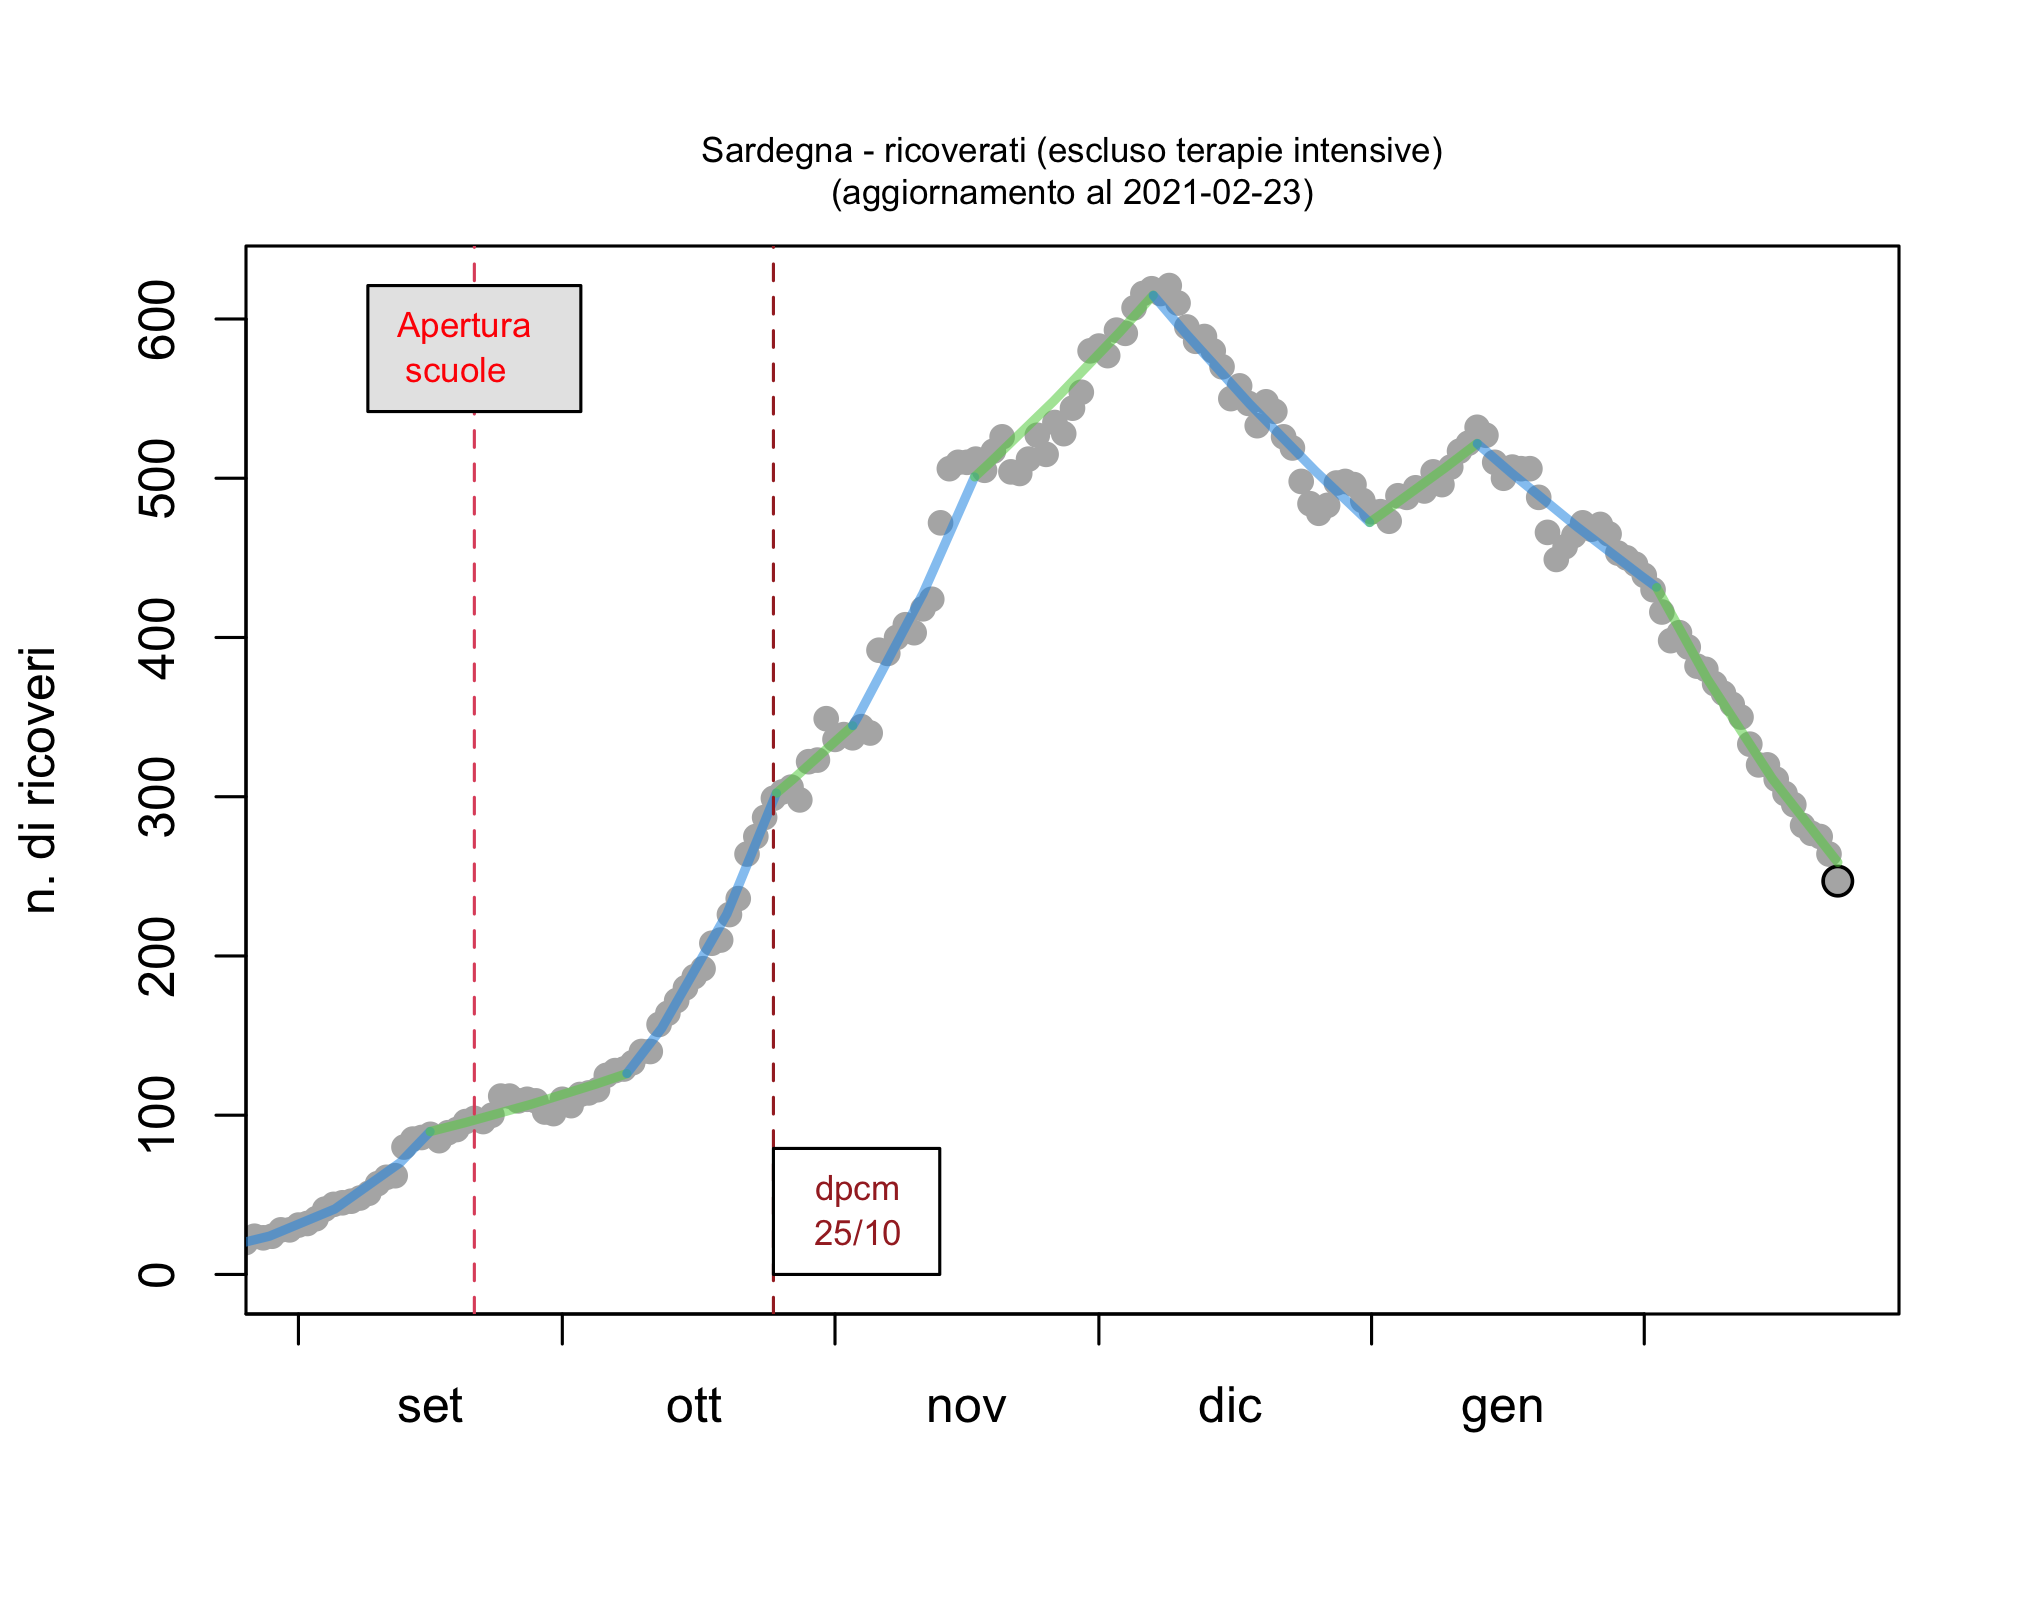 Sardegna - ricoverati (escluso terapie intensive)
(aggiornamento al 2021-02-23)
n. di ricoveri
600
500
400
300
200
100
0
Apertura
scuole
dpcm
25/10
set ott nov dic gen